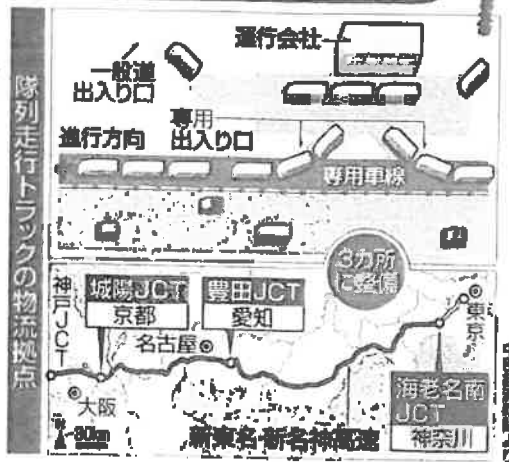 隊列走行トラックの物流拠点
運行会社
一般道
出入り口
専用
出入り口
進行方向
専用車線
3カ所
に整備
神戸JCT
城陽JCT
京都
豊田JCT
愛知
名古屋
東京
大阪
海老名南
JCT
神奈川
新東名・新名神高速